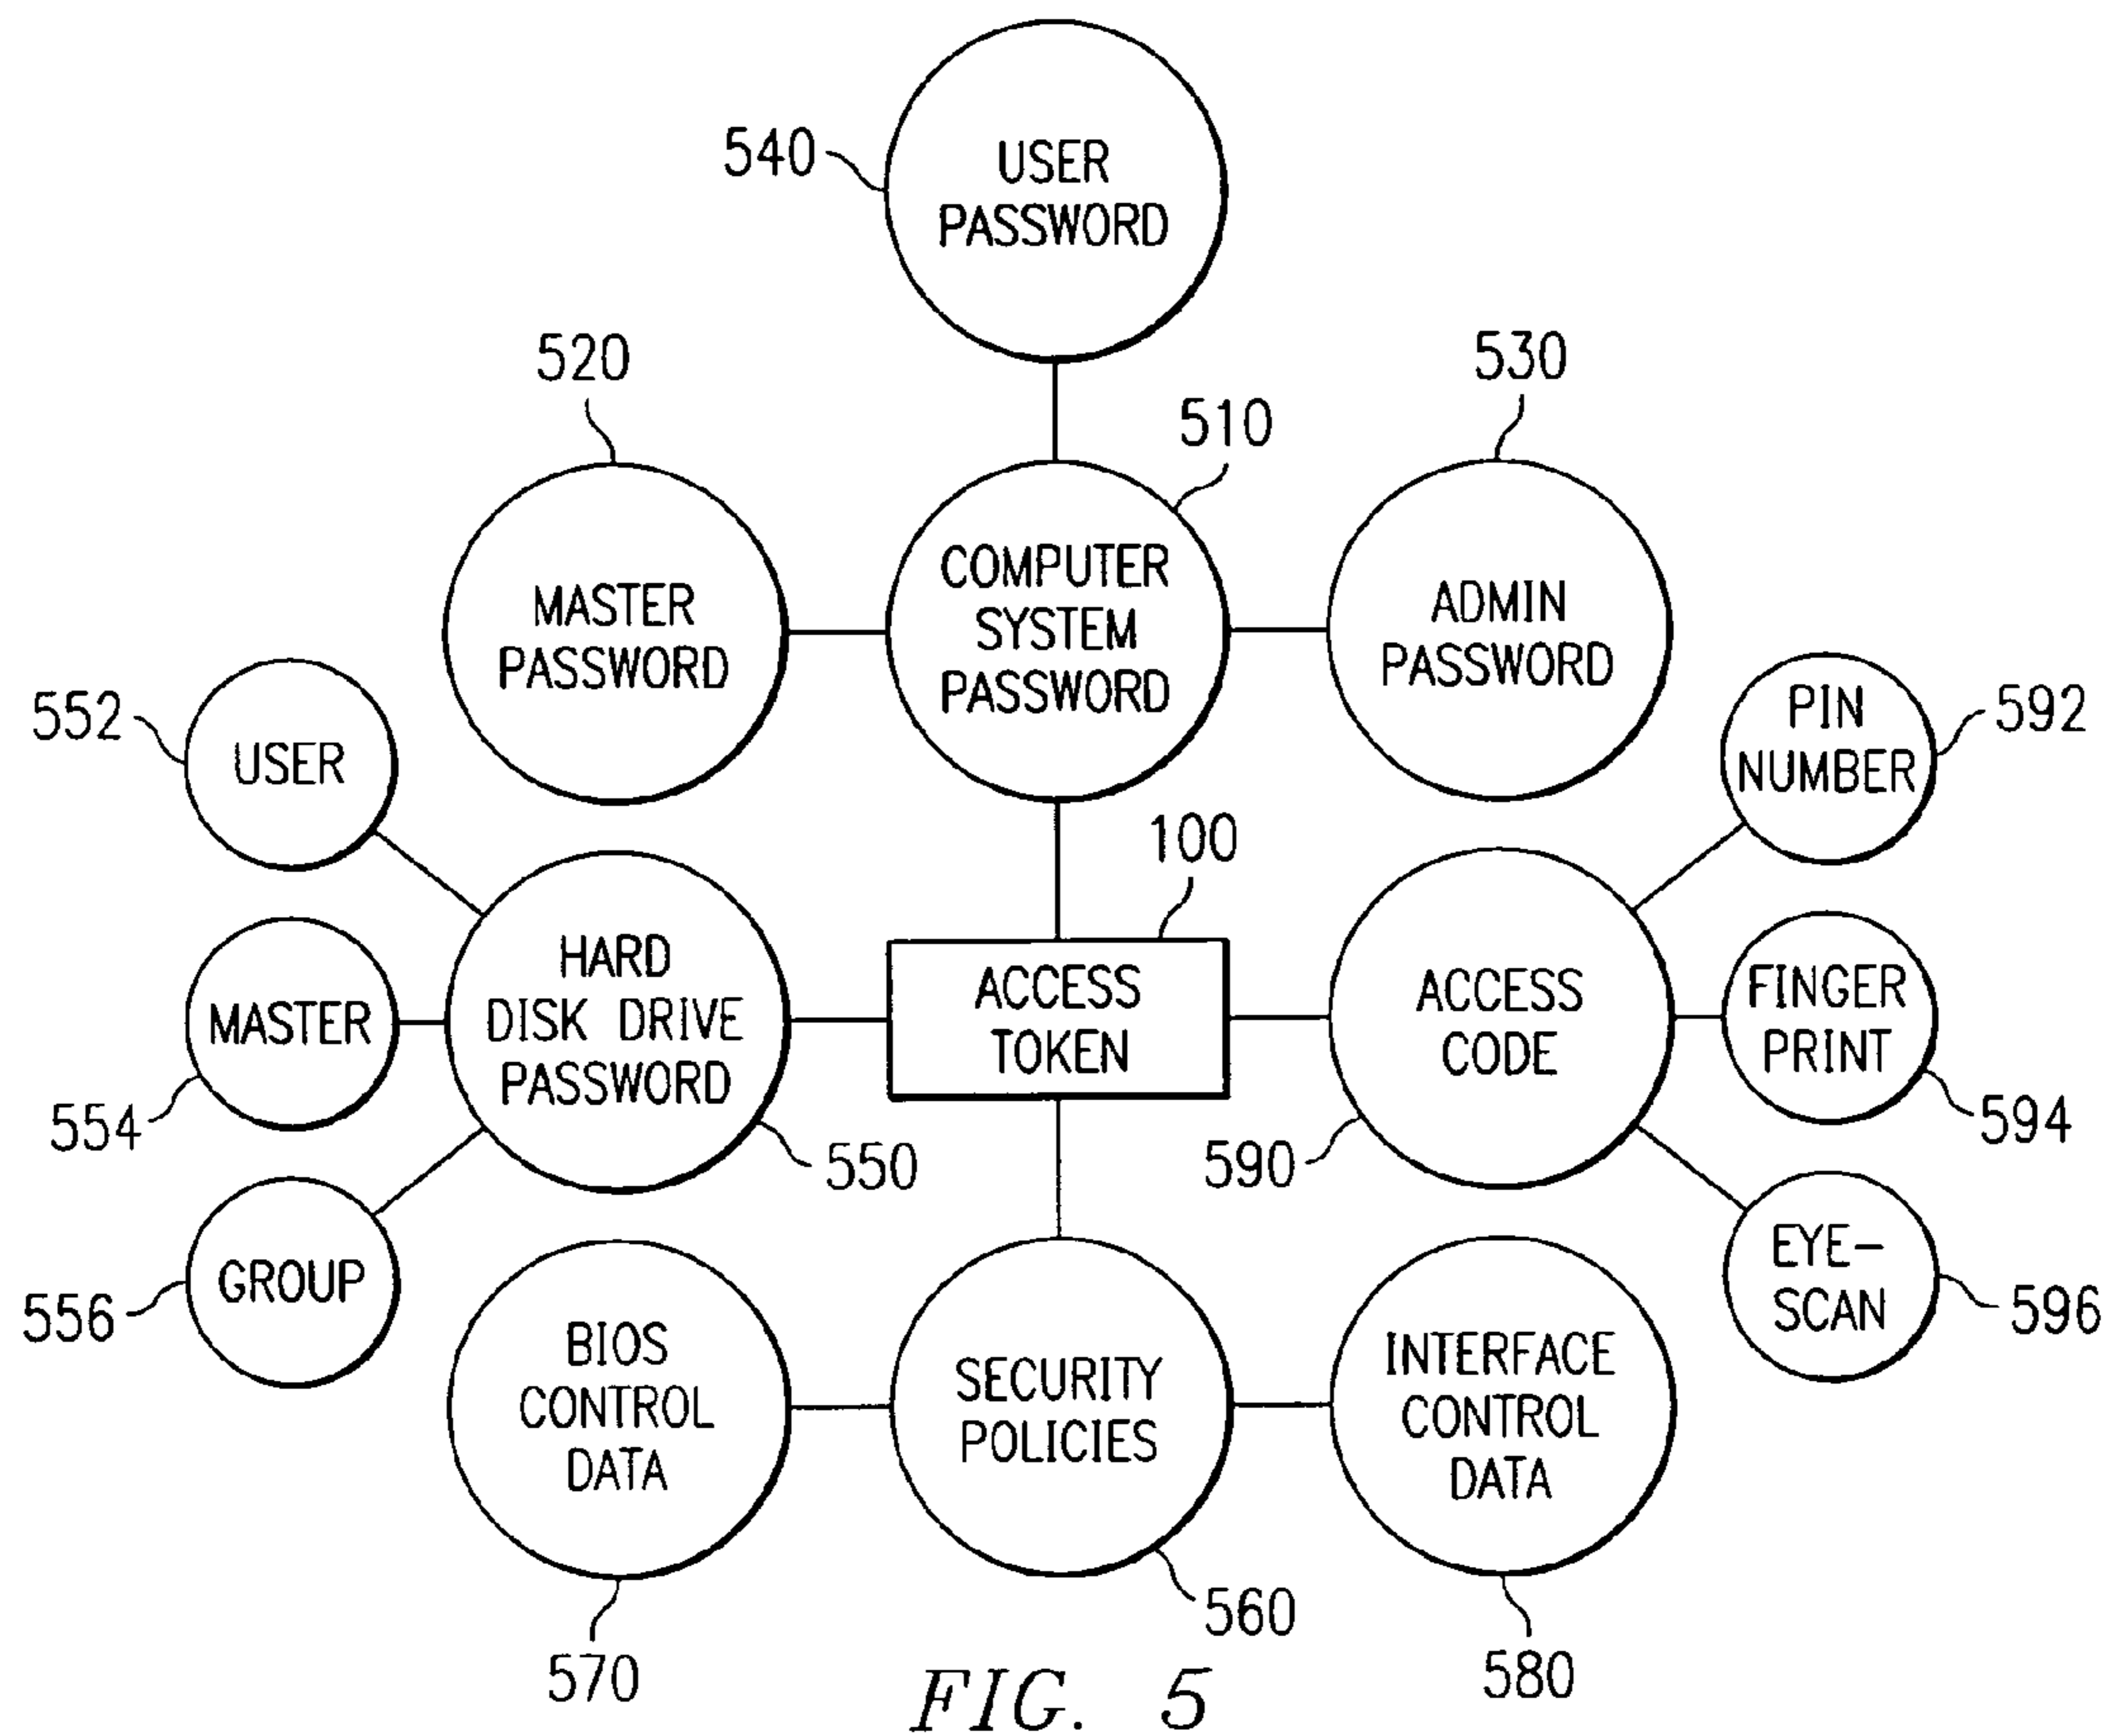 540
USER
PASSWORD
520
530
510
MASTER
PASSWORD
COMPUTER
SYSTEM
PASSWORD
ADMIN
PASSWORD
552
USER
PIN
NUMBER
592
100
MASTER
554
HARD
DISK DRIVE
PASSWORD
550
ACCESS
TOKEN
ACCESS
CODE
590
FINGER
PRINT
594
GROUP
556
EYE-
SCAN
596
BIOS
CONTROL
DATA
570
SECURITY
POLICIES
560
INTERFACE
CONTROL
DATA
580
FIG. 5